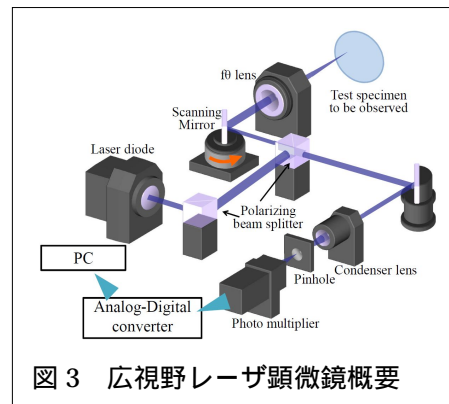 fθ lens
Test specimen
to be observed
Scanning
Mirror
Laser diode
Polarizing
beam splitter
PC
Condenser lens
Pinhole
Analog-Digital
converter
Photo multiplier
図３ 広視野レーザ顕微鏡概要